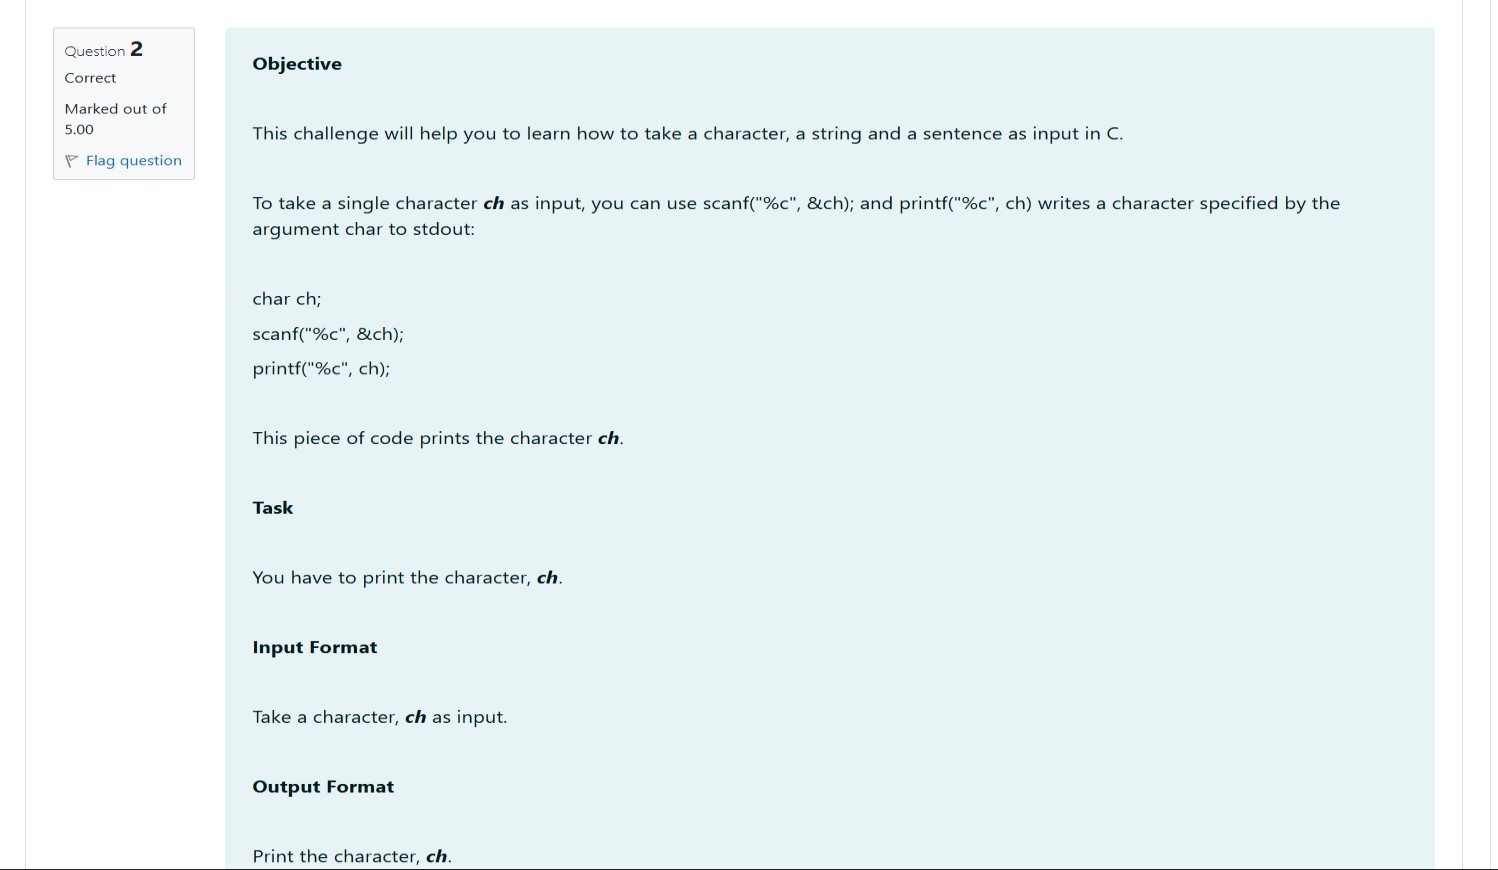 Question 2
Correct
Marked out of
5.00
Flag question
Objective
This challenge will help you to learn how to take a character, a string and a sentence as input in C.
To take a single character ch as input, you can use scanf("%c", &ch); and printf("%c", ch) writes a character specified by the
argument char to stdout:
char ch;
scanf("%c", &ch);
printf("%c", ch);
This piece of code prints the character ch.
Task
You have to print the character, ch.
Input Format
Take a character, ch as input.
Output Format
Print the character, ch.